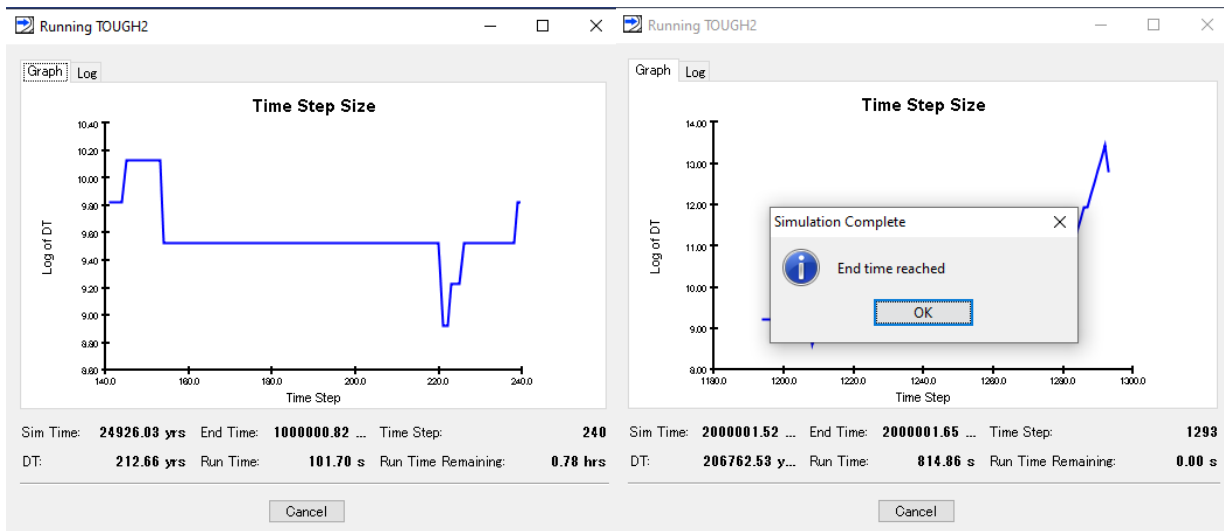 Running TOUGH2
Graph Log
Time Step Size
10.40
10.20
10.00
9.80
9.60
9.40
9.20
9.00
8.80
8.60
Log of DT
140.0 160.0 180.0 200.0 220.0 240.0
Time Step
Sim Time: 24926.03 yrs End Time: 1000000.82 ... Time Step: 240
DT: 212.66 yrs Run Time: 101.70 s Run Time Remaining: 0.78 hrs
Cancel
Running TOUGH2
Graph Log
Time Step Size
14.00
13.00
12.00
11.00
10.00
9.00
8.00
Log of DT
1180.0 1200.0 1220.0 1240.0 1260.0 1280.0 1300.0
Time Step
Simulation Complete
End time reached
OK
Sim Time: 2000001.52 ... End Time: 2000001.65 ... Time Step: 1293
DT: 206762.53 y... Run Time: 814.86 s Run Time Remaining: 0.00 s
Cancel